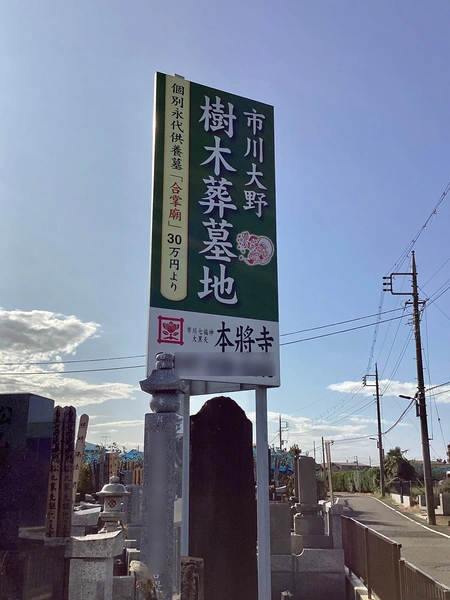 市川大野
樹木葬墓地
個別永代供養墓「合掌廟」30万円より
市川七福神
大黒天
本將寺